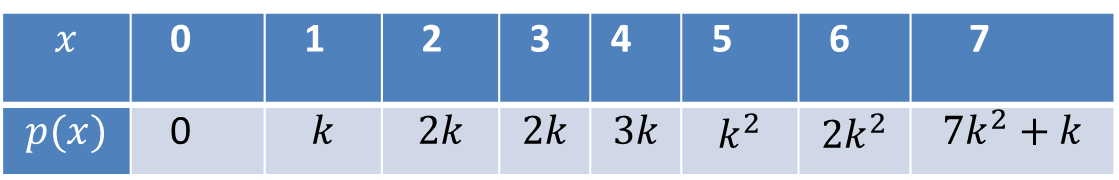 x 0 1 2 3 4 5 6 7
p(x) 0 k 2k 2k 3k k² 2k² 7k² + k